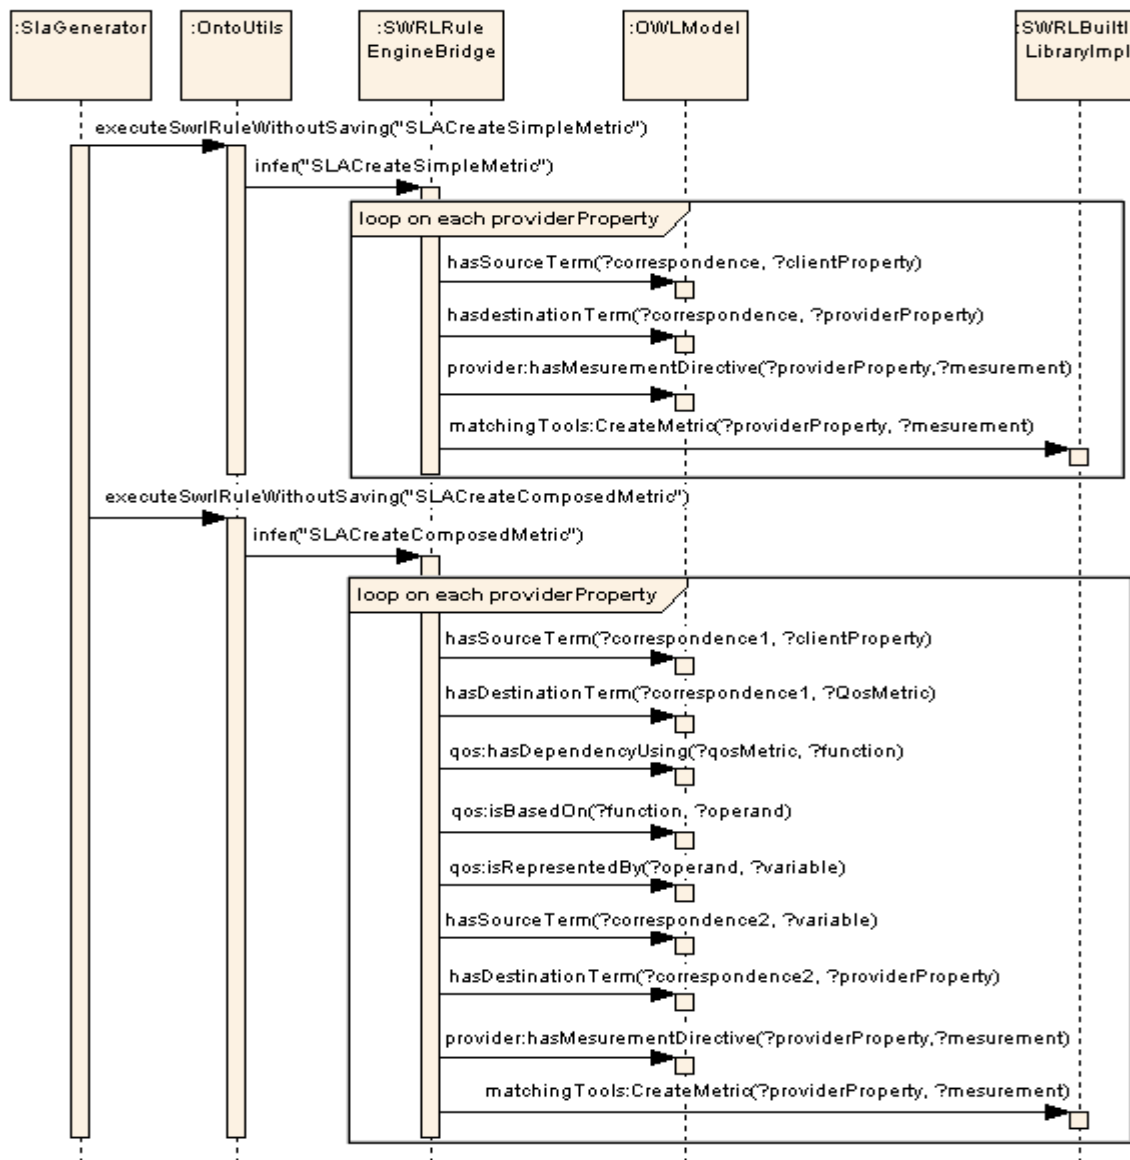 :SlaGenerator
:OntoUtils
:SWRLRule
EngineBridge
:OWLModel
:SWRLBuiltI
LibraryImpl
executeSwrlRuleWithoutSaving("SLACreateSimpleMetric")
infer("SLACreateSimpleMetric")
loop on each providerProperty
hasSourceTerm(?correspondence, ?clientProperty)
hasdestinationTerm(?correspondence, ?providerProperty)
provider:hasMesurementDirective(?providerProperty,?mesurement)
matchingTools:CreateMetric(?providerProperty, ?mesurement)
executeSwrlRuleWithoutSaving("SLACreateComposedMetric")
infer("SLACreateComposedMetric")
loop on each providerProperty
hasSourceTerm(?correspondence1, ?clientProperty)
hasDestinationTerm(?correspondence1, ?QosMetric)
qos:hasDependencyUsing(?qosMetric, ?function)
qos:isBasedOn(?function, ?operand)
qos:isRepresentedBy(?operand, ?variable)
hasSourceTerm(?correspondence2, ?variable)
hasDestinationTerm(?correspondence2, ?providerProperty)
provider:hasMesurementDirective(?providerProperty,?mesurement)
matchingTools:CreateMetric(?providerProperty, ?mesurement)